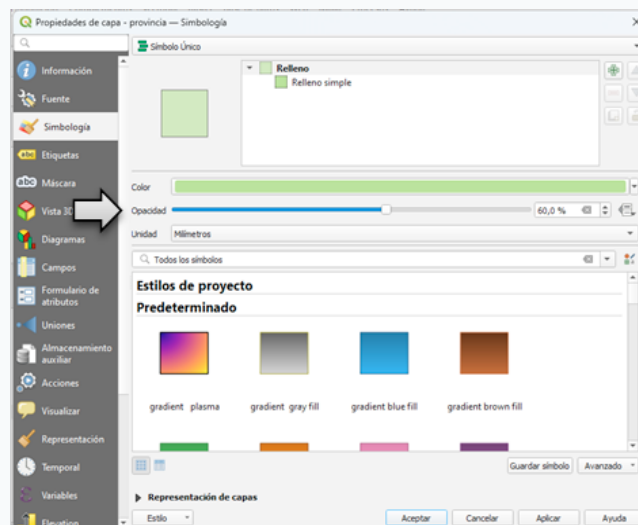 Propiedades de capa - provincia — Simbología
Símbolo Único
Información
Fuente
Simbología
abc Etiquetas
abc Máscara
Vista 3D
Diagramas
Campos
Formulario de
atributos
Uniones
Almacenamiento
auxiliar
Acciones
Visualizar
Representación
Temporal
Variables
Elevation
Relleno
Relleno simple
Color
Opacidad
60,0 %
Unidad
Milímetros
Todos los símbolos
Estilos de proyecto
Predeterminado
gradient plasma
gradient gray fill
gradient blue fill
gradient brown fill
Guardar símbolo
Avanzado
Representación de capas
Estilo
Aceptar
Cancelar
Aplicar
Ayuda